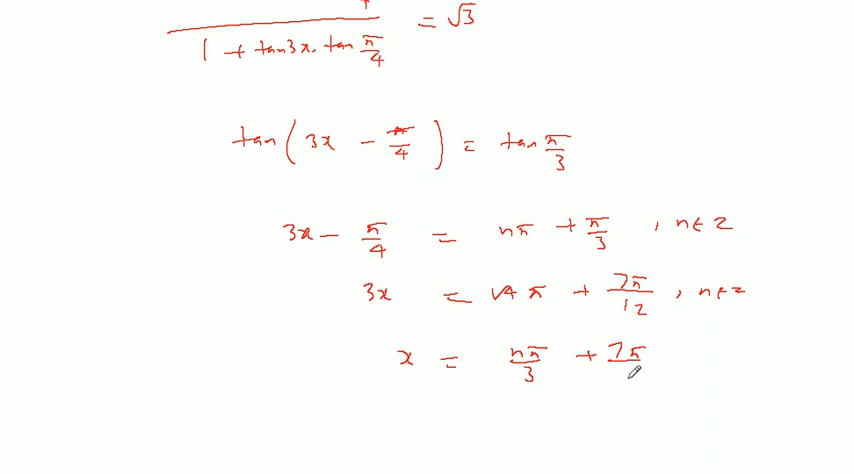 1 + tan3x. tan π/4 = √3
tan(3x - π/4) = tan π/3
3x - π/4 = nπ + π/3 , n ∈ Z
3x = nπ + 7π/12 , n ∈ Z
x = nπ/3 + 7π